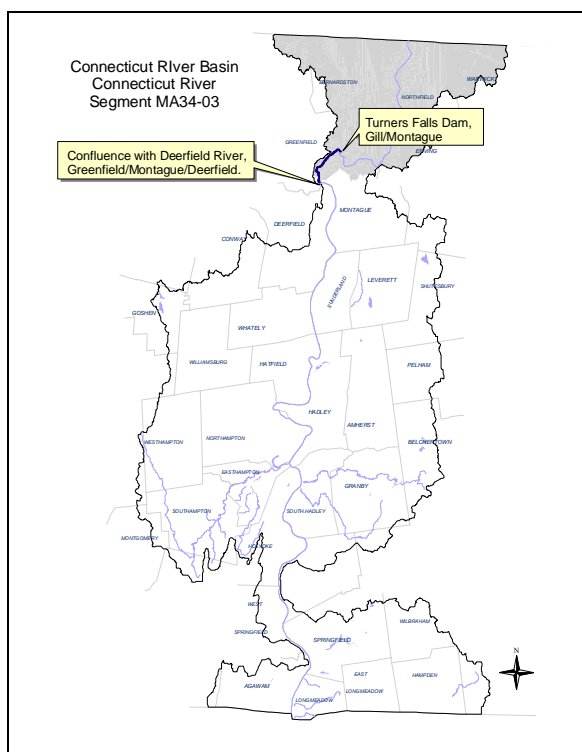 Connecticut RIver Basin
Connecticut River
Segment MA34-03
BERNARDSTON
WARWICK
NORTHFIELD
Turners Falls Dam,
Gill/Montague
GREENFIELD
ERVING
Confluence with Deerfield River,
Greenfield/Montague/Deerfield.
MONTAGUE
DEERFIELD
CONWAY
LEVERETT
SHUTESBURY
SUNDERLAND
GOSHEN
WHATELY
WILLIAMSBURG
HATFIELD
PELHAM
HADLEY
AMHERST
WESTHAMPTON
NORTHAMPTON
BELCHERTOWN
EASTHAMPTON
GRANBY
SOUTHAMPTON
SOUTH HADLEY
MONTGOMERY
HOLYOKE
WEST
SPRINGFIELD
WILBRAHAM
SPRINGFIELD
N
EAST
LONGMEADOW
HAMPDEN
AGAWAM
LONGMEADOW